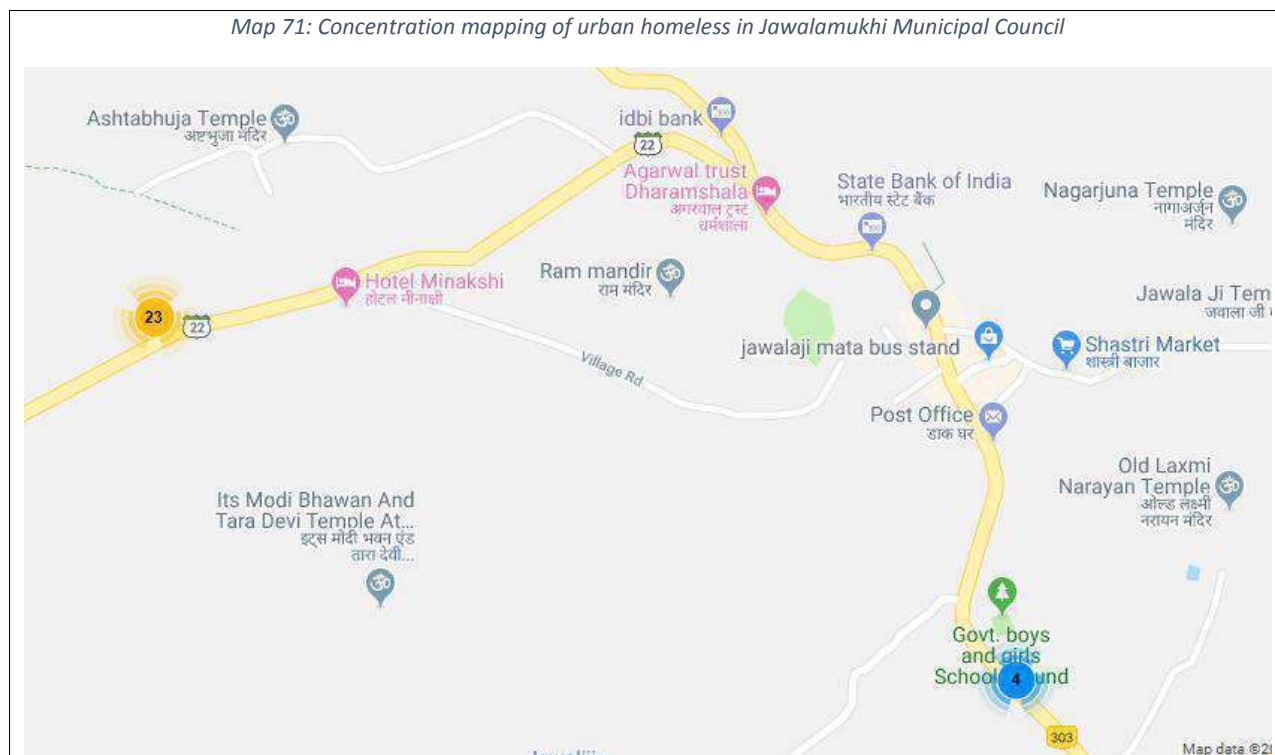 Map 71: Concentration mapping of urban homeless in Jawalamukhi Municipal Council
Ashtabhuja Temple
अष्टभुजा मंदिर
idbi bank
22
Agarwal trust
Dharamshala
अगरवाल ट्रस्ट
धर्मशाला
State Bank of India
भारतीय स्टेट बैंक
Nagarjuna Temple
नागाअर्जुन
मंदिर
Ram mandir
राम मंदिर
Hotel Minakshi
होटल मीनाक्षी
Jawala Ji Tem
जवाला जी
23
22
jawalaji mata bus stand
Shastri Market
शास्त्री बाजार
Village Rd
Post Office
डाक घर
Old Laxmi
Narayan Temple
ओल्ड लक्ष्मी
नारायन मंदिर
Its Modi Bhawan And
Tara Devi Temple At...
इट्स मोदी भवन एंड
तारा देवी...
Govt. boys
and girls
School
4
303
Map data ©2